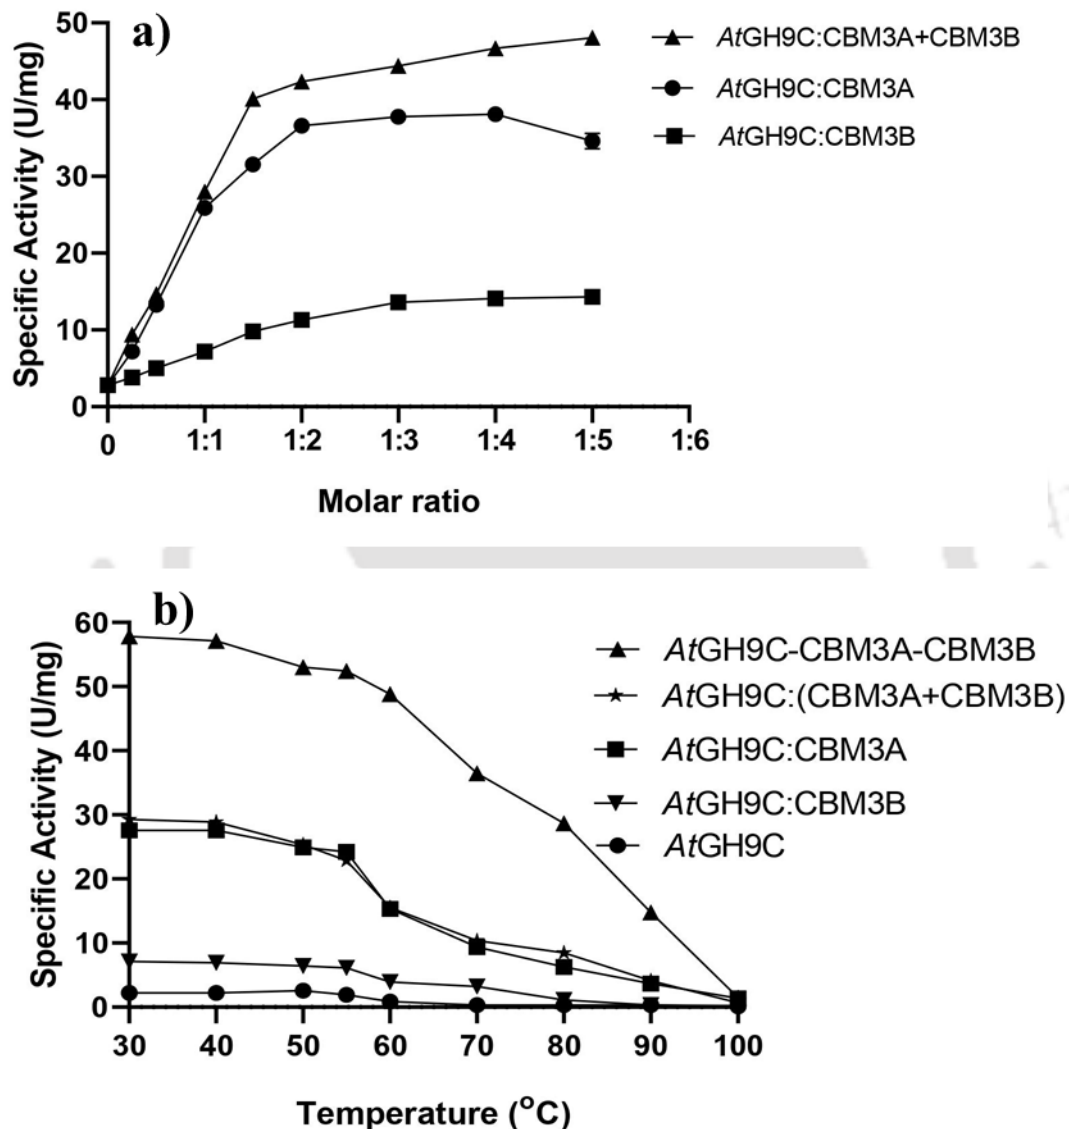 a)
50
40
30
20
10
0
Specific Activity (U/mg)
0 1:1 1:2 1:3 1:4 1:5 1:6
Molar ratio
AtGH9C:CBM3A+CBM3B
AtGH9C:CBM3A
AtGH9C:CBM3B
b)
60
50
40
30
20
10
0
Specific Activity (U/mg)
30 40 50 60 70 80 90 100
Temperature (°C)
AtGH9C-CBM3A-CBM3B
AtGH9C:(CBM3A+CBM3B)
AtGH9C:CBM3A
AtGH9C:CBM3B
AtGH9C